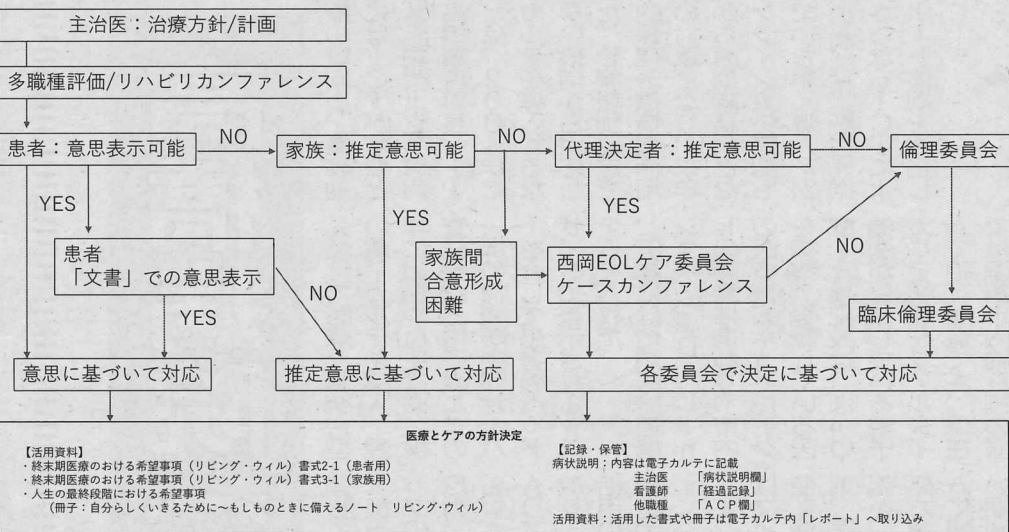 主治医：治療方針/計画
多職種評価/リハビリカンファレンス
患者：意思表示可能
NO
家族：推定意思可能
NO
代理決定者：推定意思可能
NO
倫理委員会
YES
YES
YES
NO
患者
「文書」での意思表示
NO
YES
家族間
合意形成
困難
西岡EOLケア委員会
ケースカンファレンス
臨床倫理委員会
意思に基づいて対応
推定意思に基づいて対応
各委員会で決定に基づいて対応
医療とケアの方針決定
【活用資料】
・終末期医療のおける希望事項（リビング・ウィル）書式2-1（患者用）
・終末期医療のおける希望事項（リビング・ウィル）書式3-1（家族用）
・人生の最終段階における希望事項
（冊子：自分らしくいきるために～もしものときに備えるノート　リビング・ウィル）
【記録・保管】
病状説明：内容は電子カルテに記載
主治医　「病状説明欄」
看護師　「経過記録」
他職種　「ＡＣＰ欄」
活用資料：活用した書式や冊子は電子カルテ内「レポート」へ取り込み